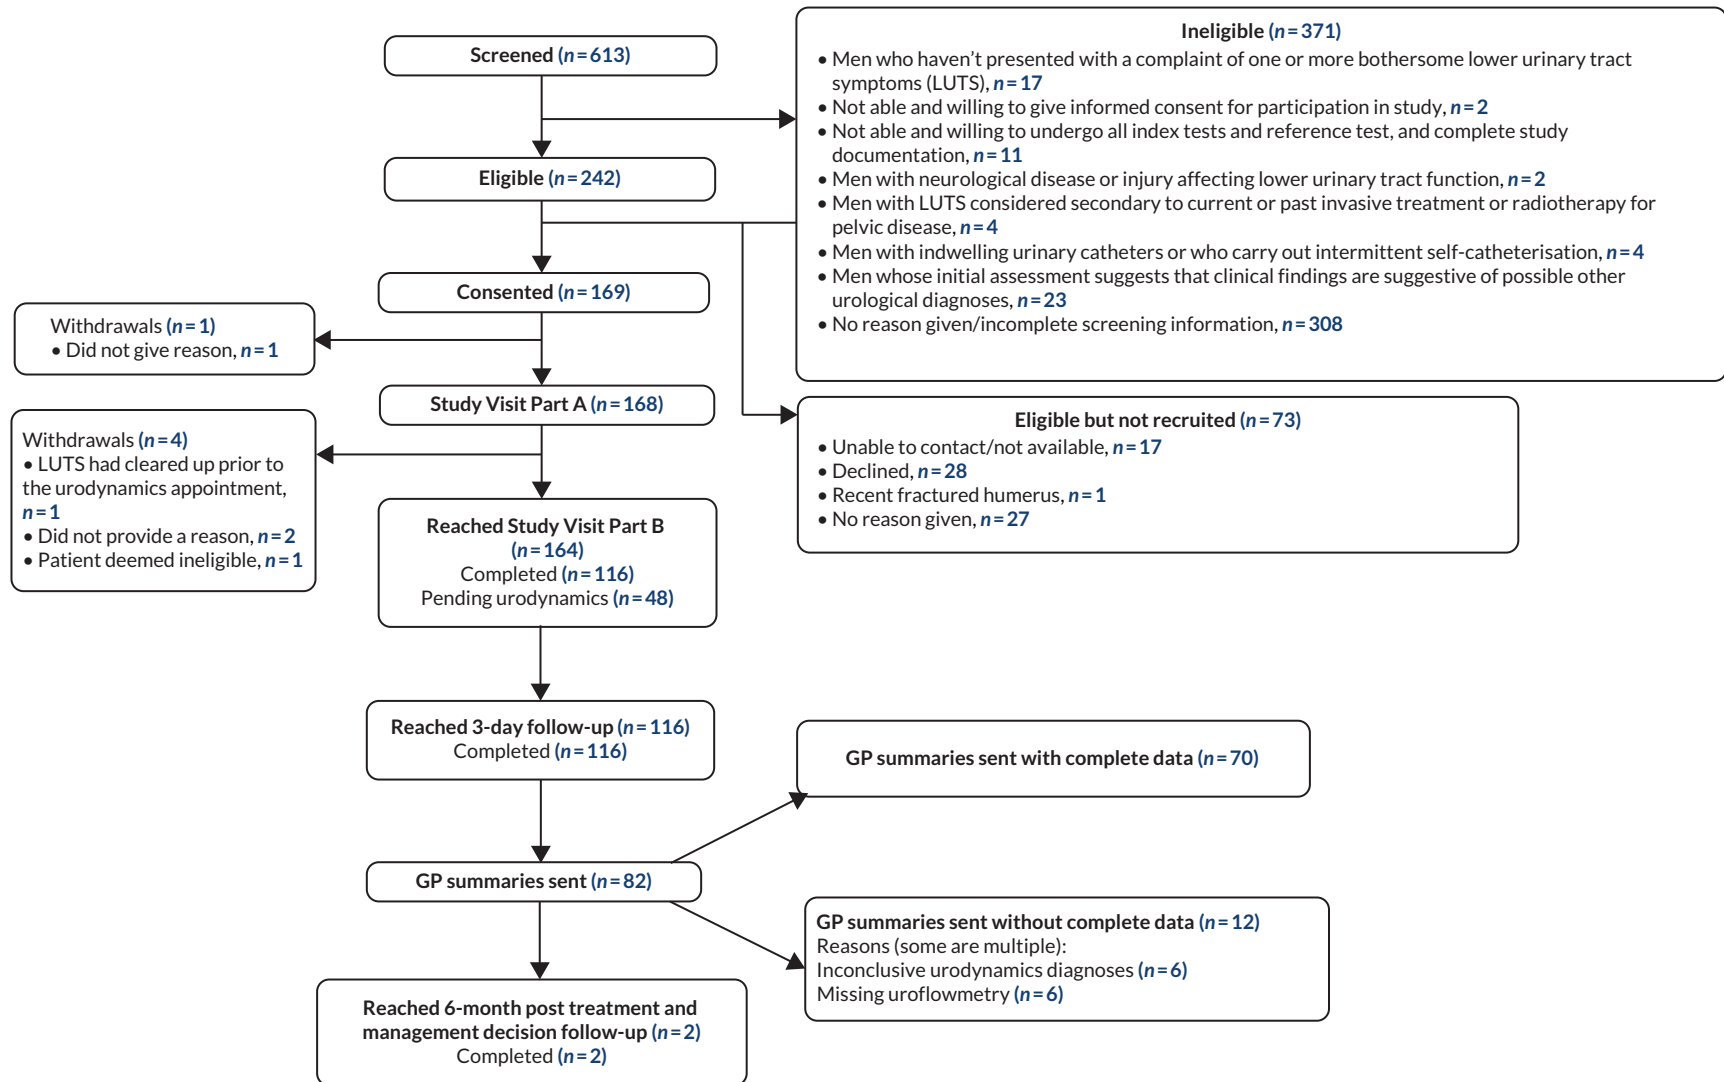 Screened (n=613)
Ineligible (n=371)
• Men who haven’t presented with a complaint of one or more bothersome lower urinary tract
symptoms (LUTS), n=17
• Not able and willing to give informed consent for participation in study, n=2
• Not able and willing to undergo all index tests and reference test, and complete study
documentation, n=11
• Men with neurological disease or injury affecting lower urinary tract function, n=2
• Men with LUTS considered secondary to current or past invasive treatment or radiotherapy for
pelvic disease, n=4
• Men with indwelling urinary catheters or who carry out intermittent self-catheterisation, n=4
• Men whose initial assessment suggests that clinical findings are suggestive of possible other
urological diagnoses, n=23
• No reason given/incomplete screening information, n=308
Eligible (n=242)
Eligible but not recruited (n=73)
• Unable to contact/not available, n=17
• Declined, n=28
• Recent fractured humerus, n=1
• No reason given, n=27
Consented (n=169)
Withdrawals (n=1)
• Did not give reason, n=1
Study Visit Part A (n=168)
Withdrawals (n=4)
• LUTS had cleared up prior to
the urodynamics appointment,
n=1
• Did not provide a reason, n=2
• Patient deemed ineligible, n=1
Reached Study Visit Part B
(n=164)
Completed (n=116)
Pending urodynamics (n=48)
Reached 3-day follow-up (n=116)
Completed (n=116)
GP summaries sent (n=82)
GP summaries sent with complete data (n=70)
GP summaries sent without complete data (n=12)
Reasons (some are multiple):
Inconclusive urodynamics diagnoses (n=6)
Missing uroflowmetry (n=6)
Reached 6-month post treatment and
management decision follow-up (n=2)
Completed (n=2)